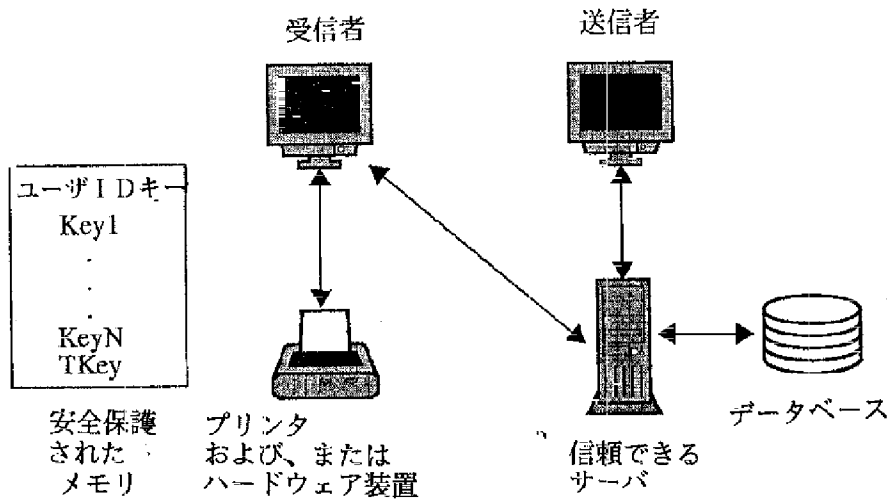 受信者
送信者
ユーザIDキー
Key1
.
.
.
KeyN
TKey
安全保護
された
メモリ
プリンタ
および、または
ハードウェア装置
信頼できる
サーバ
データベース